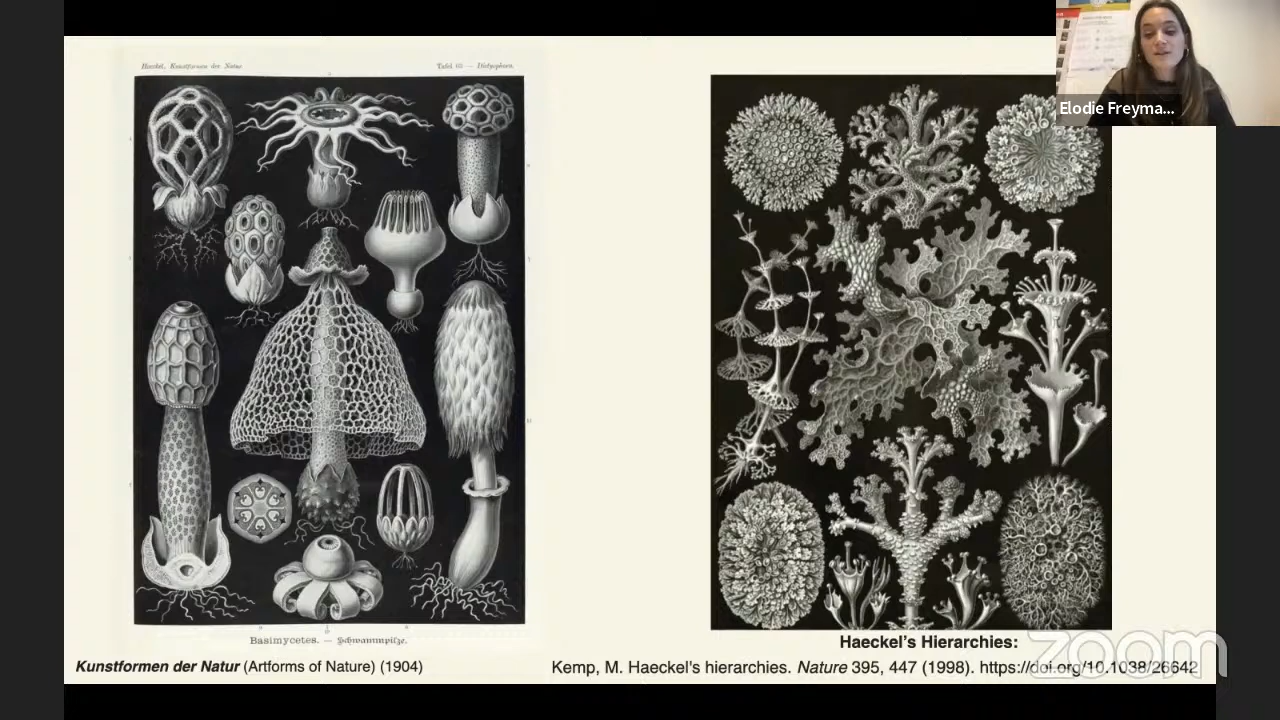 Haeckel, Kunstformen der Natur
Tafel 63 — Dictyophora.
Elodie Freyma...
Basimycetes. — Schwammpilze.
Haeckel's Hierarchies:
Kunstformen der Natur (Artforms of Nature) (1904)
Kemp, M. Haeckel's hierarchies. Nature 395, 447 (1998). https://doi.org/10.1038/26642
zoom